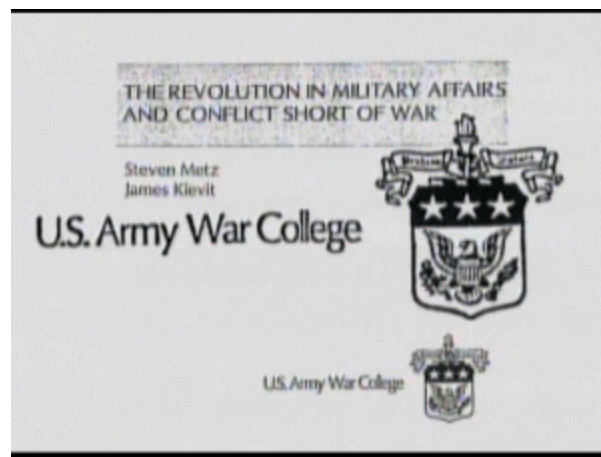 THE REVOLUTION IN MILITARY AFFAIRS
AND CONFLICT SHORT OF WAR
Steven Metz
James Kievit
U.S. Army War College
U.S. Army War College